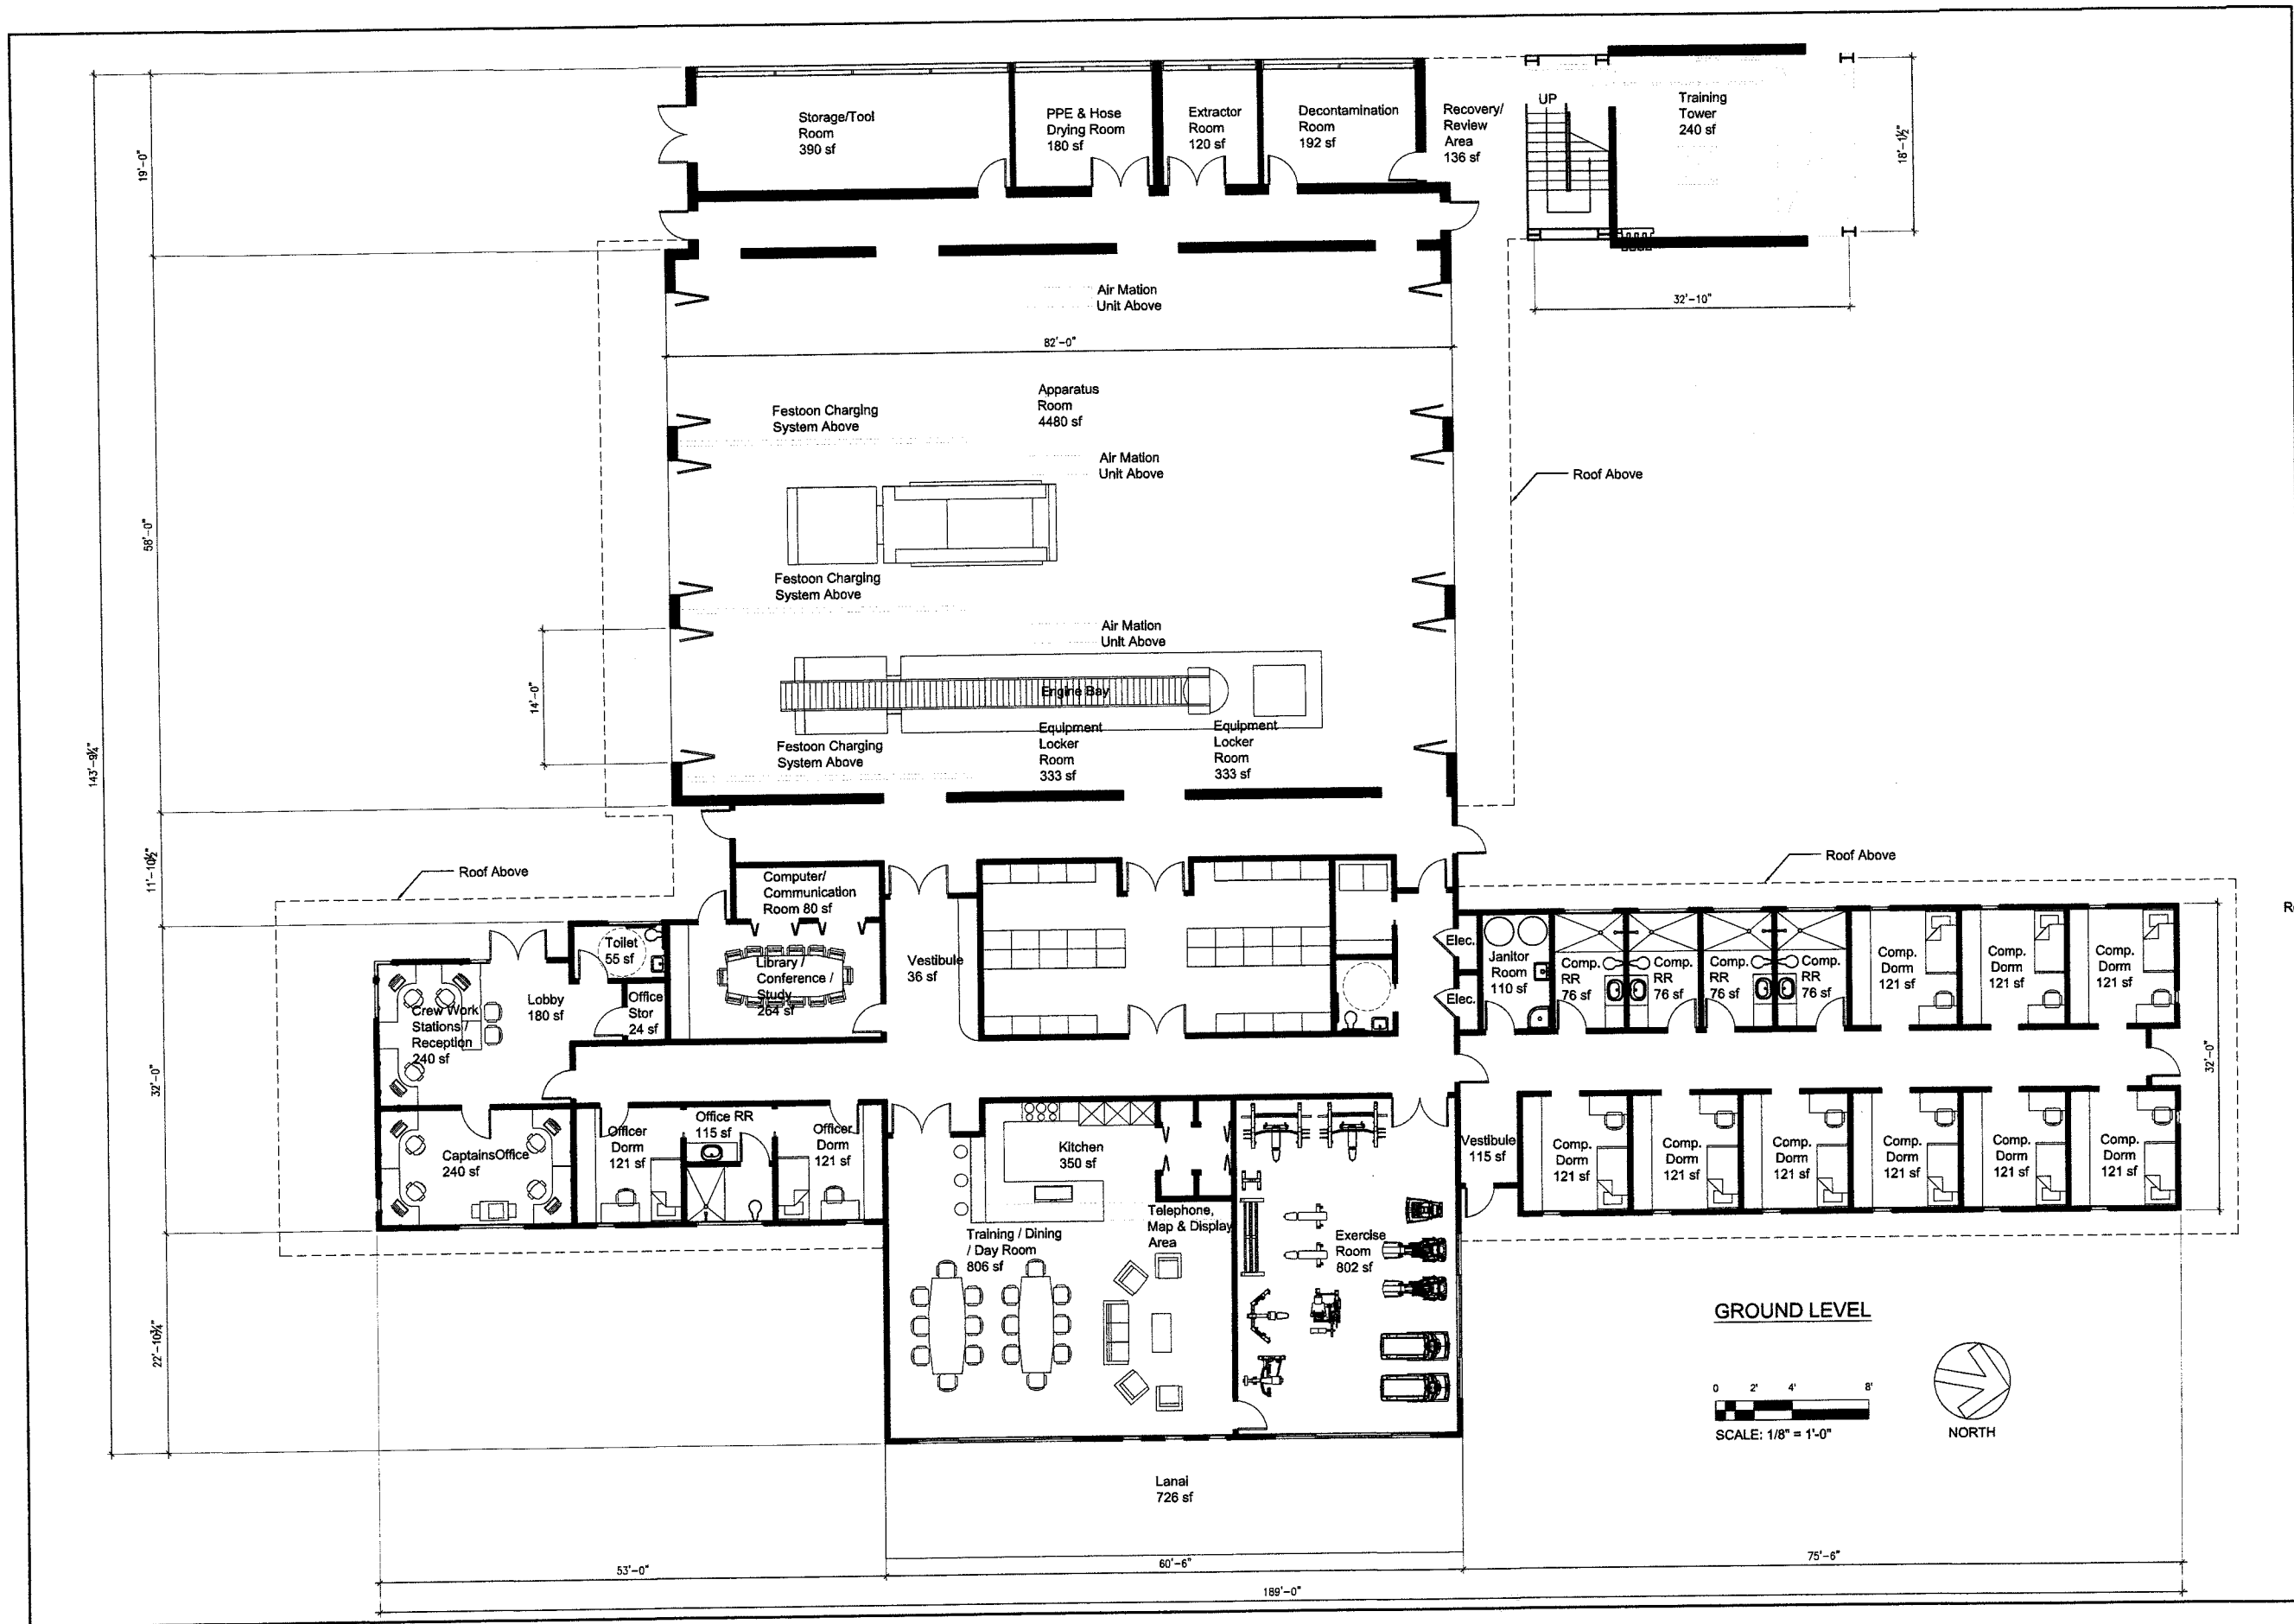 Storage/Tool
Room
390 sf
PPE & Hose
Drying Room
180 sf
Extractor
Room
120 sf
Decontamination
Room
192 sf
Recovery/
Review
Area
136 sf
UP
Training
Tower
240 sf
18'-1½"
19'-0"
32'-10"
Air Mation
Unit Above
82'-0"
Apparatus
Room
4480 sf
Festoon Charging
System Above
Air Mation
Unit Above
Roof Above
58'-0"
Festoon Charging
System Above
Air Mation
Unit Above
14'-0"
Engine Bay
Equipment
Locker
Room
333 sf
Equipment
Locker
Room
333 sf
Festoon Charging
System Above
143'-9¼"
11'-10½"
Roof Above
Roof Above
Computer/
Communication
Room 80 sf
Toilet
55 sf
Library /
Conference /
Study
264 sf
Vestibule
36 sf
Elec.
Elec.
Janitor
Room
110 sf
Comp.
RR
76 sf
Comp.
RR
76 sf
Comp.
RR
76 sf
Comp.
RR
76 sf
Comp.
Dorm
121 sf
Comp.
Dorm
121 sf
Comp.
Dorm
121 sf
R
Lobby
180 sf
Office
Stor
24 sf
Crew Work
Stations /
Reception
240 sf
32'-0"
32'-0"
CaptainsOffice
240 sf
Officer
Dorm
121 sf
Office RR
115 sf
Officer
Dorm
121 sf
Kitchen
350 sf
Vestibule
115 sf
Comp.
Dorm
121 sf
Comp.
Dorm
121 sf
Comp.
Dorm
121 sf
Comp.
Dorm
121 sf
Comp.
Dorm
121 sf
Comp.
Dorm
121 sf
Telephone,
Map & Display
Area
Training / Dining
/ Day Room
806 sf
Exercise
Room
802 sf
22'-10¾"
GROUND LEVEL
0 2' 4' 8'
SCALE: 1/8" = 1'-0"
NORTH
Lanai
726 sf
53'-0"
60'-6"
75'-6"
189'-0"